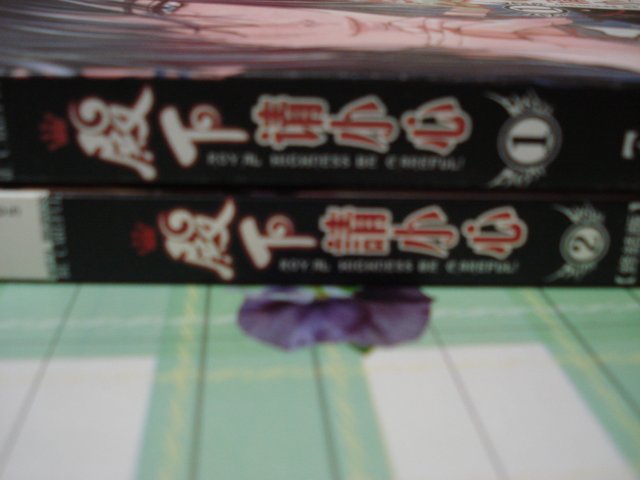 殿下請小心
ROYAL HIGHNESS BE CAREFUL!
1
殿下請小心
ROYAL HIGHNESS BE CAREFUL!
2